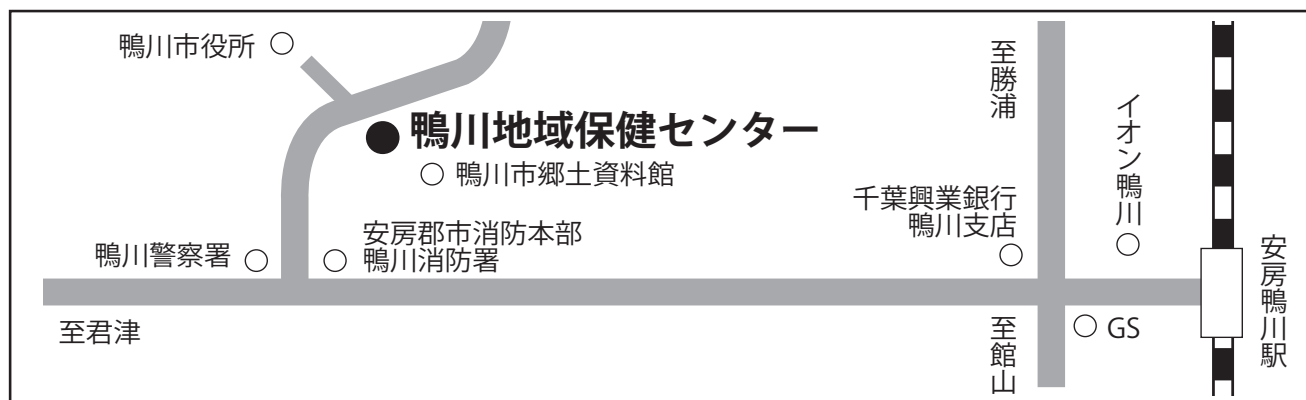 鴨川市役所
鴨川地域保健センター
鴨川市郷土資料館
鴨川警察署
安房郡市消防本部
鴨川消防署
至君津
千葉興業銀行
鴨川支店
至勝浦
イオン鴨川
至館山
GS
安房鴨川駅